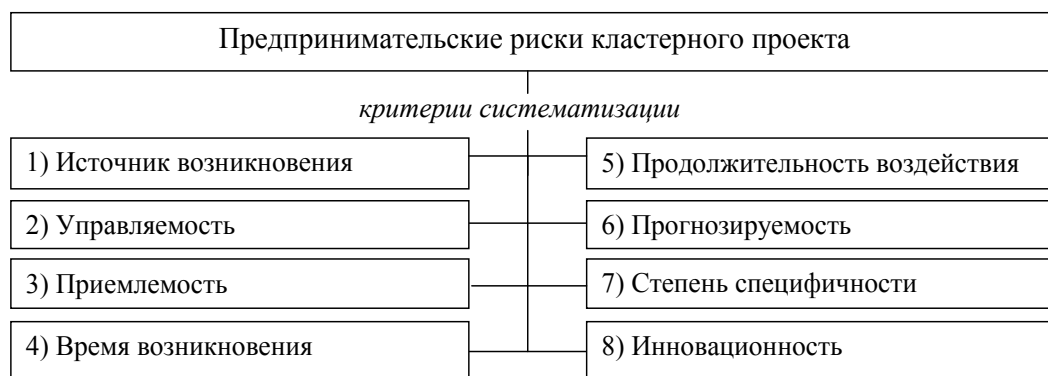 Предпринимательские риски кластерного проекта
критерии систематизации
1) Источник возникновения
2) Управляемость
3) Приемлемость
4) Время возникновения
5) Продолжительность воздействия
6) Прогнозируемость
7) Степень специфичности
8) Инновационность